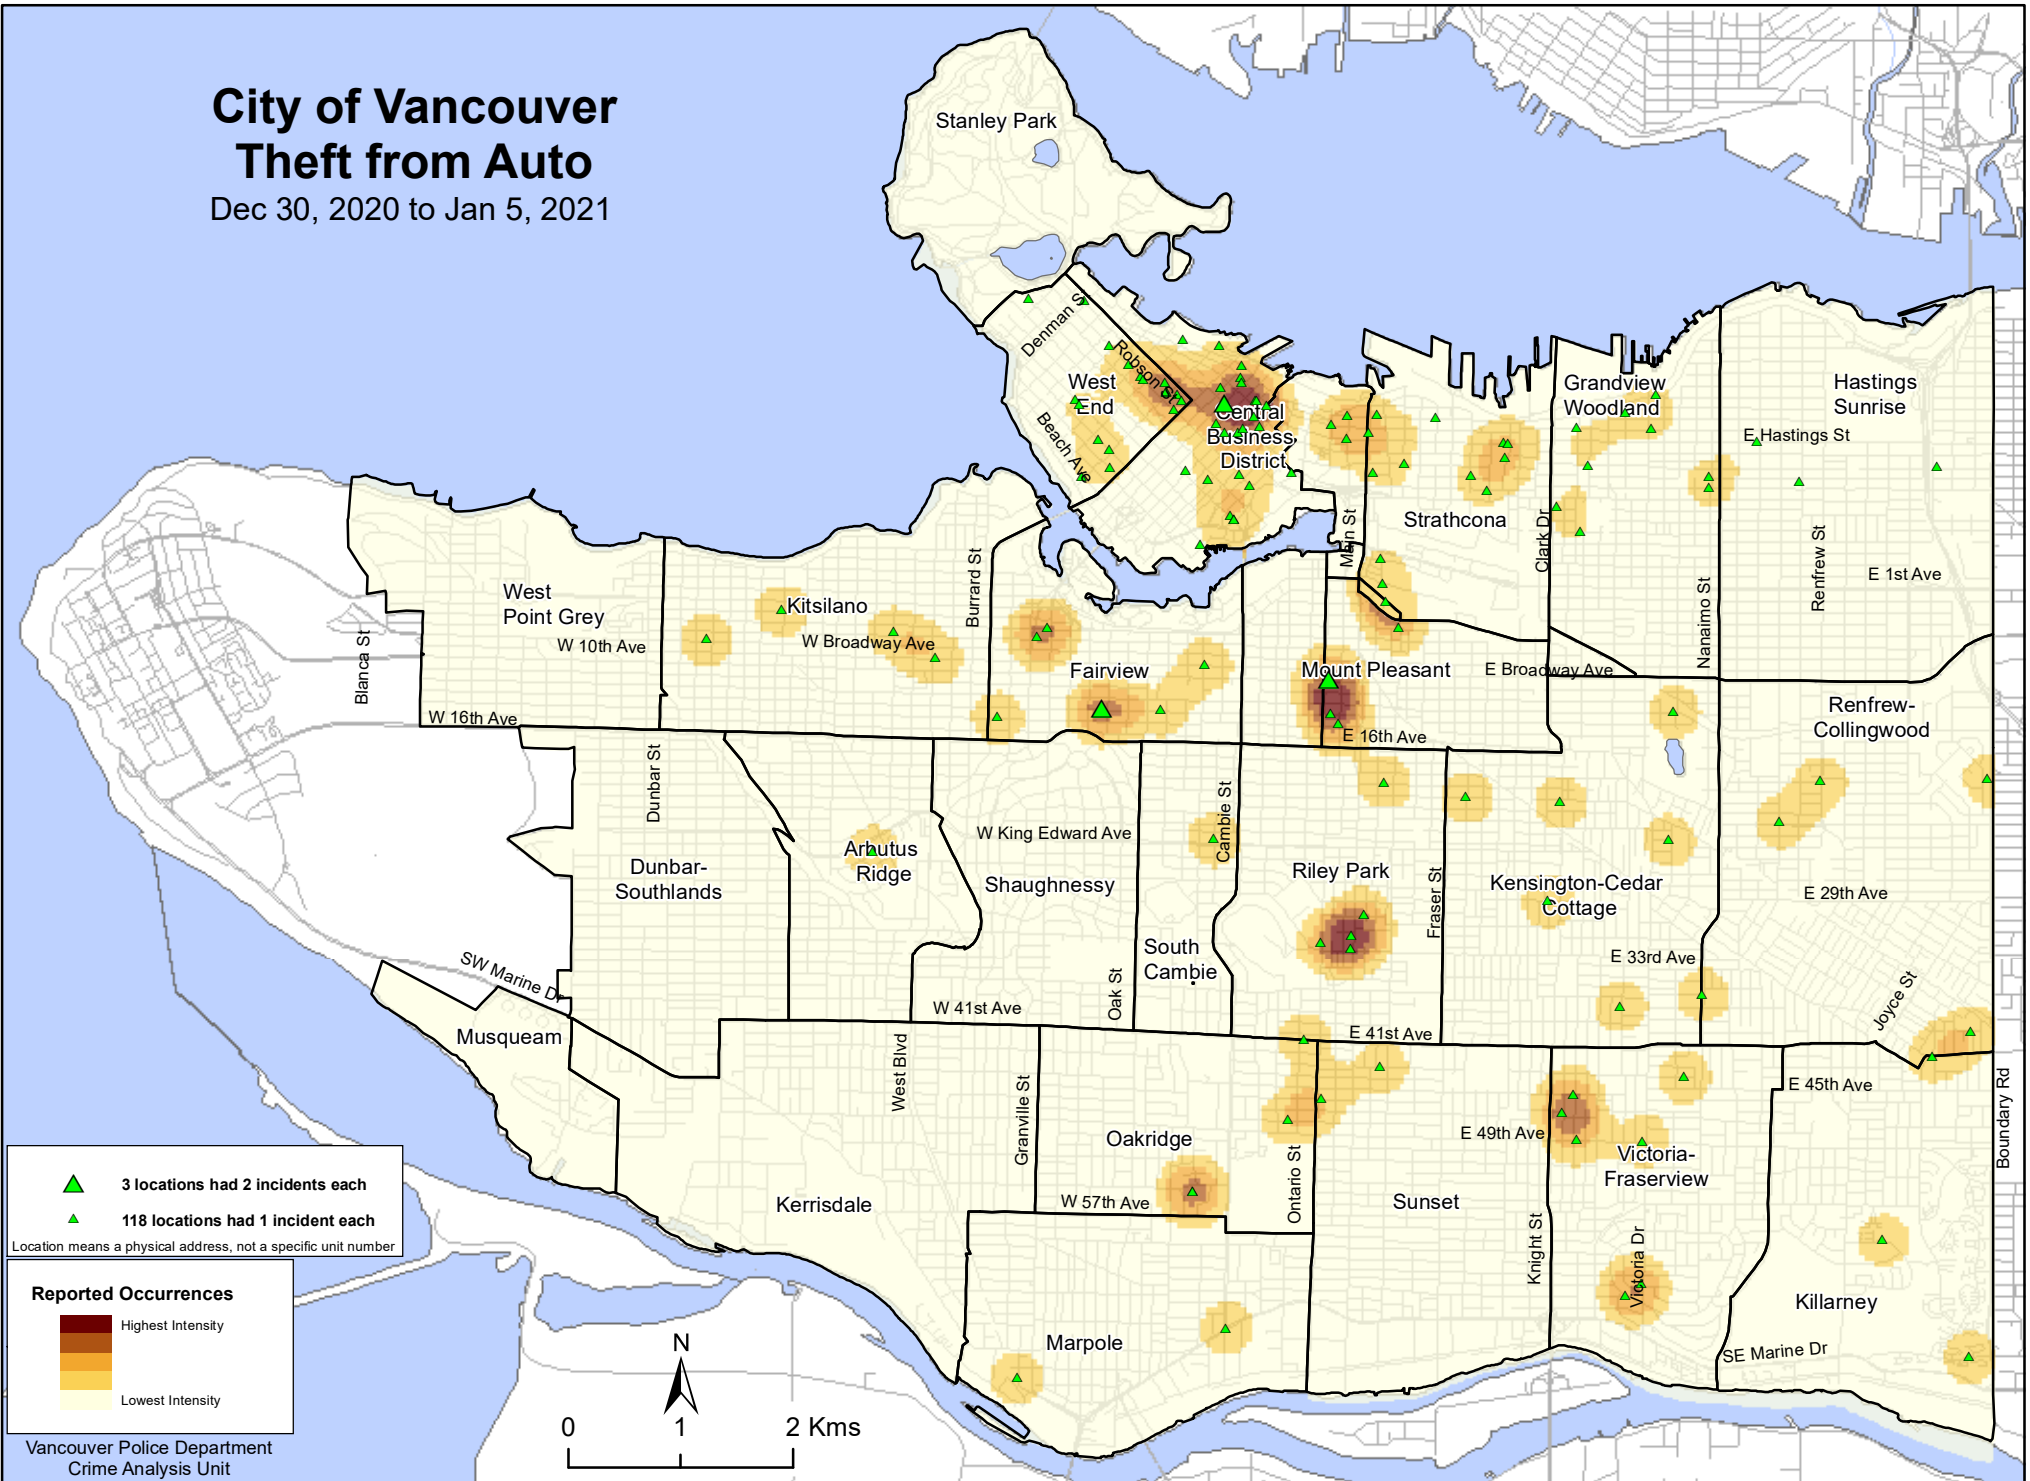 City of Vancouver
Theft from Auto
Dec 30, 2020 to Jan 5, 2021
Stanley Park
Denman St
Robson St
West
End
Beach Ave
Central
Business
District
Main St
Strathcona
Clark Dr
Grandview
Woodland
Hastings
Sunrise
E Hastings St
Nanaimo St
Renfrew St
E 1st Ave
West
Point Grey
Blanca St
W 10th Ave
W 16th Ave
Kitsilano
W Broadway Ave
Burrard St
Fairview
Mount Pleasant
E Broadway Ave
E 16th Ave
Renfrew-
Collingwood
Dunbar St
Dunbar-
Southlands
Arbutus
Ridge
W King Edward Ave
Shaughnessy
Cambie St
South
Cambie
Oak St
W 41st Ave
Riley Park
Fraser St
Kensington-Cedar
Cottage
E 29th Ave
E 33rd Ave
Joyce St
E 41st Ave
SW Marine Dr
Musqueam
West Blvd
Granville St
Oakridge
W 57th Ave
Ontario St
E 45th Ave
E 49th Ave
Boundary Rd
Victoria-
Fraserview
Kerrisdale
Sunset
Knight St
Victoria Dr
Killarney
SE Marine Dr
Marpole
3 locations had 2 incidents each
118 locations had 1 incident each
Location means a physical address, not a specific unit number
Reported Occurrences
Highest Intensity
Lowest Intensity
N
0 1 2 Kms
Vancouver Police Department
Crime Analysis Unit